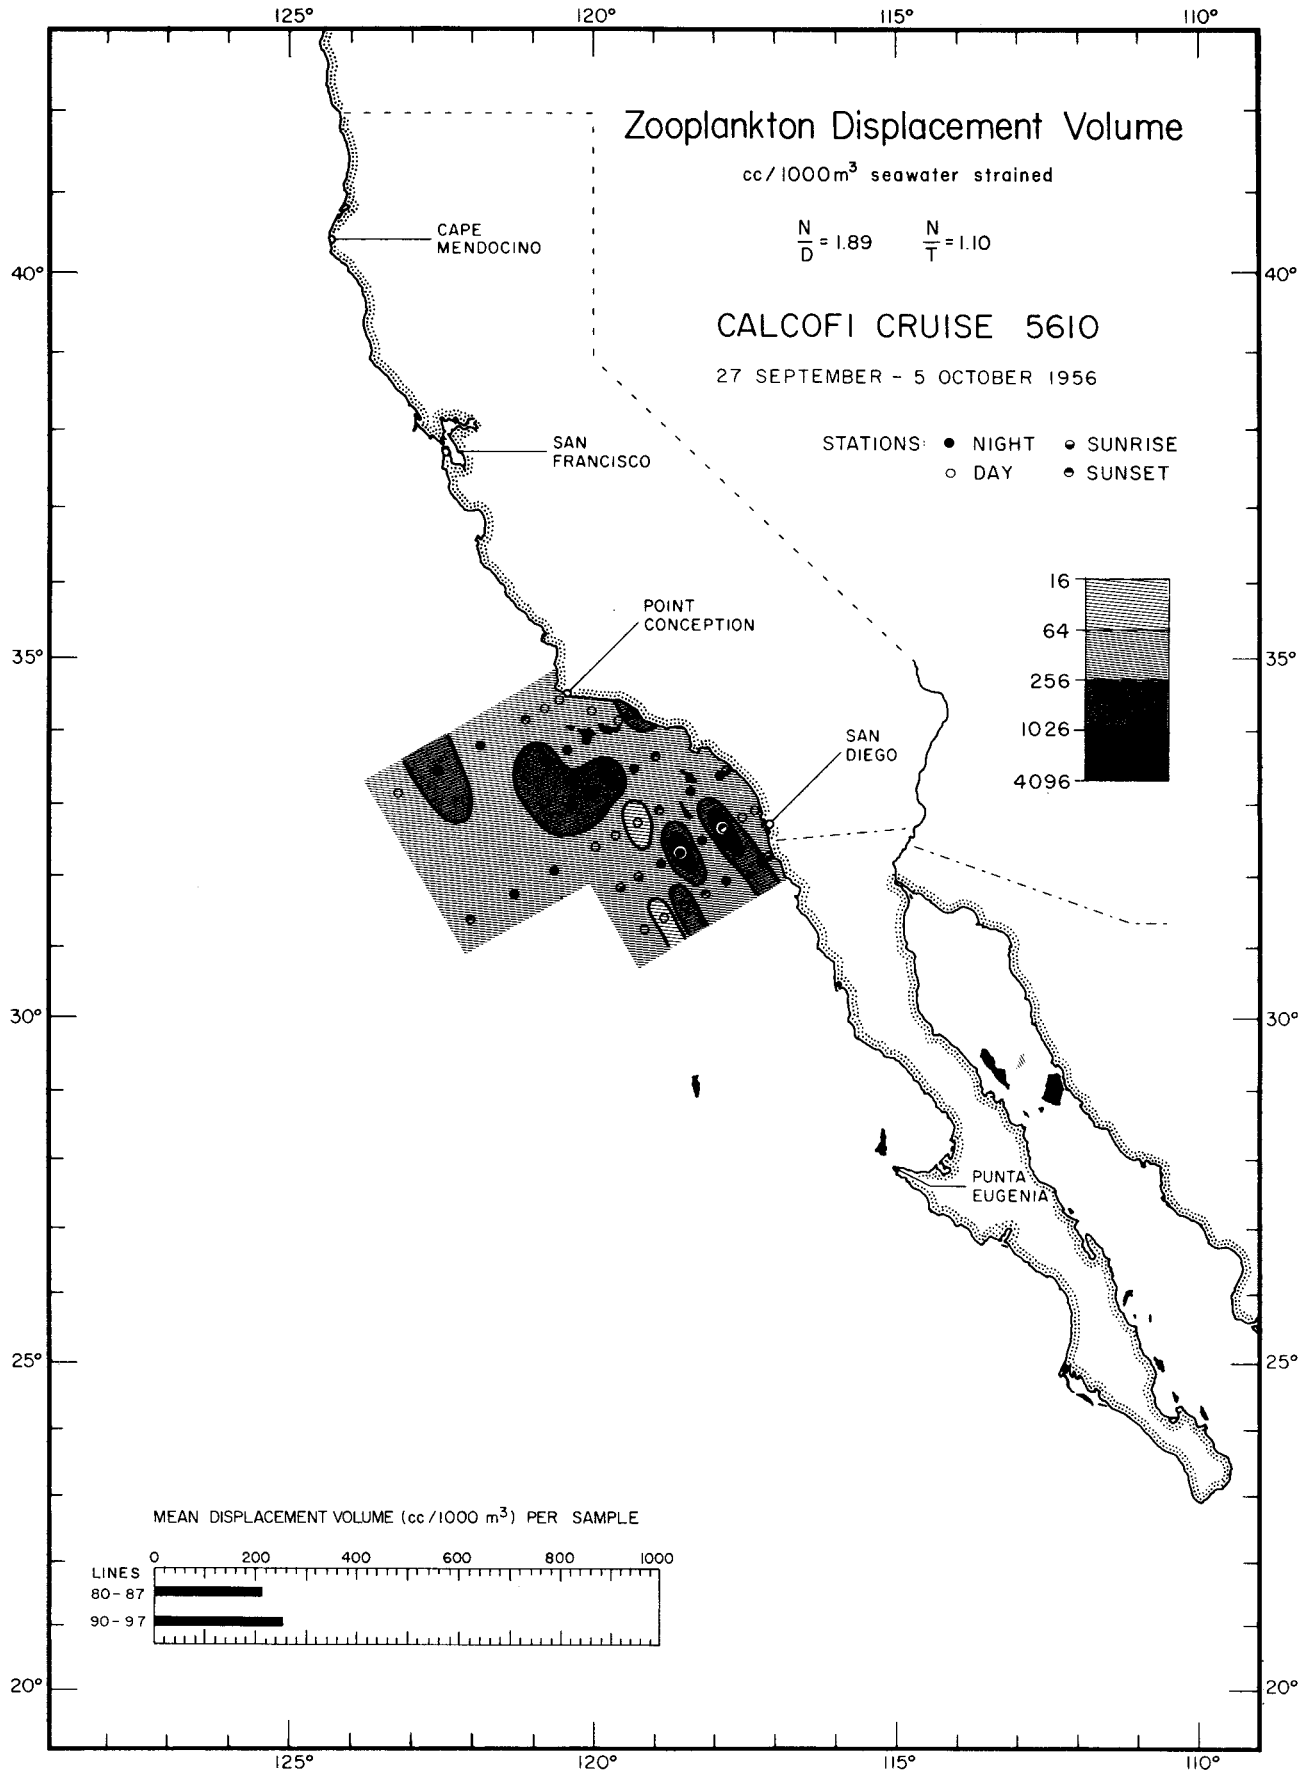 125° 120° 115° 110°
Zooplankton Displacement Volume
cc/1000m³ seawater strained
N/D = 1.89 N/T = 1.10
CAPE
MENDOCINO
40° 40°
CALCOFI CRUISE 5610
27 SEPTEMBER – 5 OCTOBER 1956
STATIONS: ● NIGHT ◒ SUNRISE
○ DAY ◓ SUNSET
SAN
FRANCISCO
16
64
256
1026
4096
POINT
CONCEPTION
35° 35°
SAN
DIEGO
30° 30°
PUNTA
EUGENIA
25° 25°
MEAN DISPLACEMENT VOLUME (cc/1000 m³) PER SAMPLE
0 200 400 600 800 1000
LINES
80-87
90-97
20° 20°
125° 120° 115° 110°